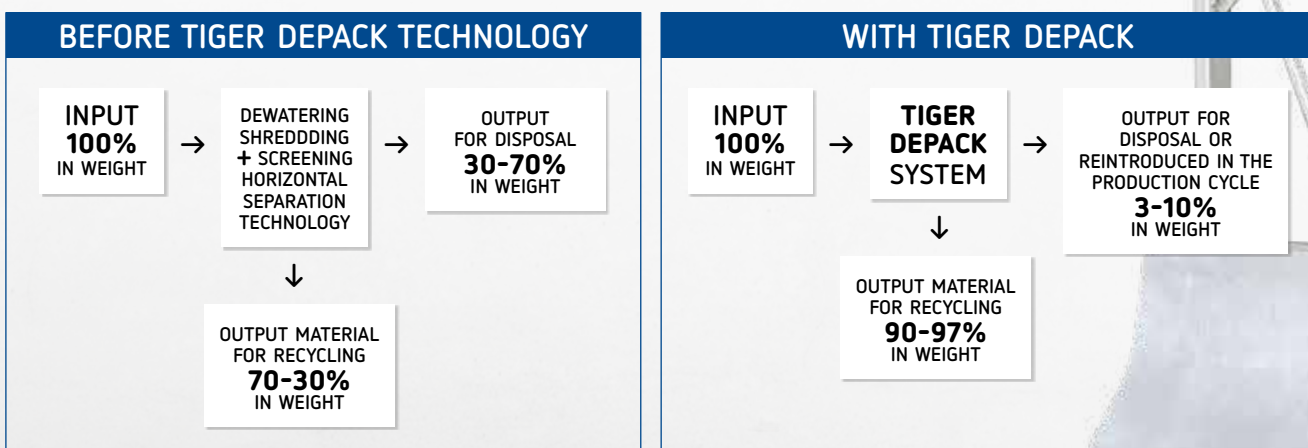 BEFORE TIGER DEPACK TECHNOLOGY
INPUT
100%
IN WEIGHT
→
DEWATERING
SHREDDDING
+ SCREENING
HORIZONTAL
SEPARATION
TECHNOLOGY
→
OUTPUT
FOR DISPOSAL
30-70%
IN WEIGHT
↓
OUTPUT MATERIAL
FOR RECYCLING
70-30%
IN WEIGHT
WITH TIGER DEPACK
INPUT
100%
IN WEIGHT
→
TIGER
DEPACK
SYSTEM
→
OUTPUT FOR
DISPOSAL OR
REINTRODUCED IN THE
PRODUCTION CYCLE
3-10%
IN WEIGHT
↓
OUTPUT MATERIAL
FOR RECYCLING
90-97%
IN WEIGHT